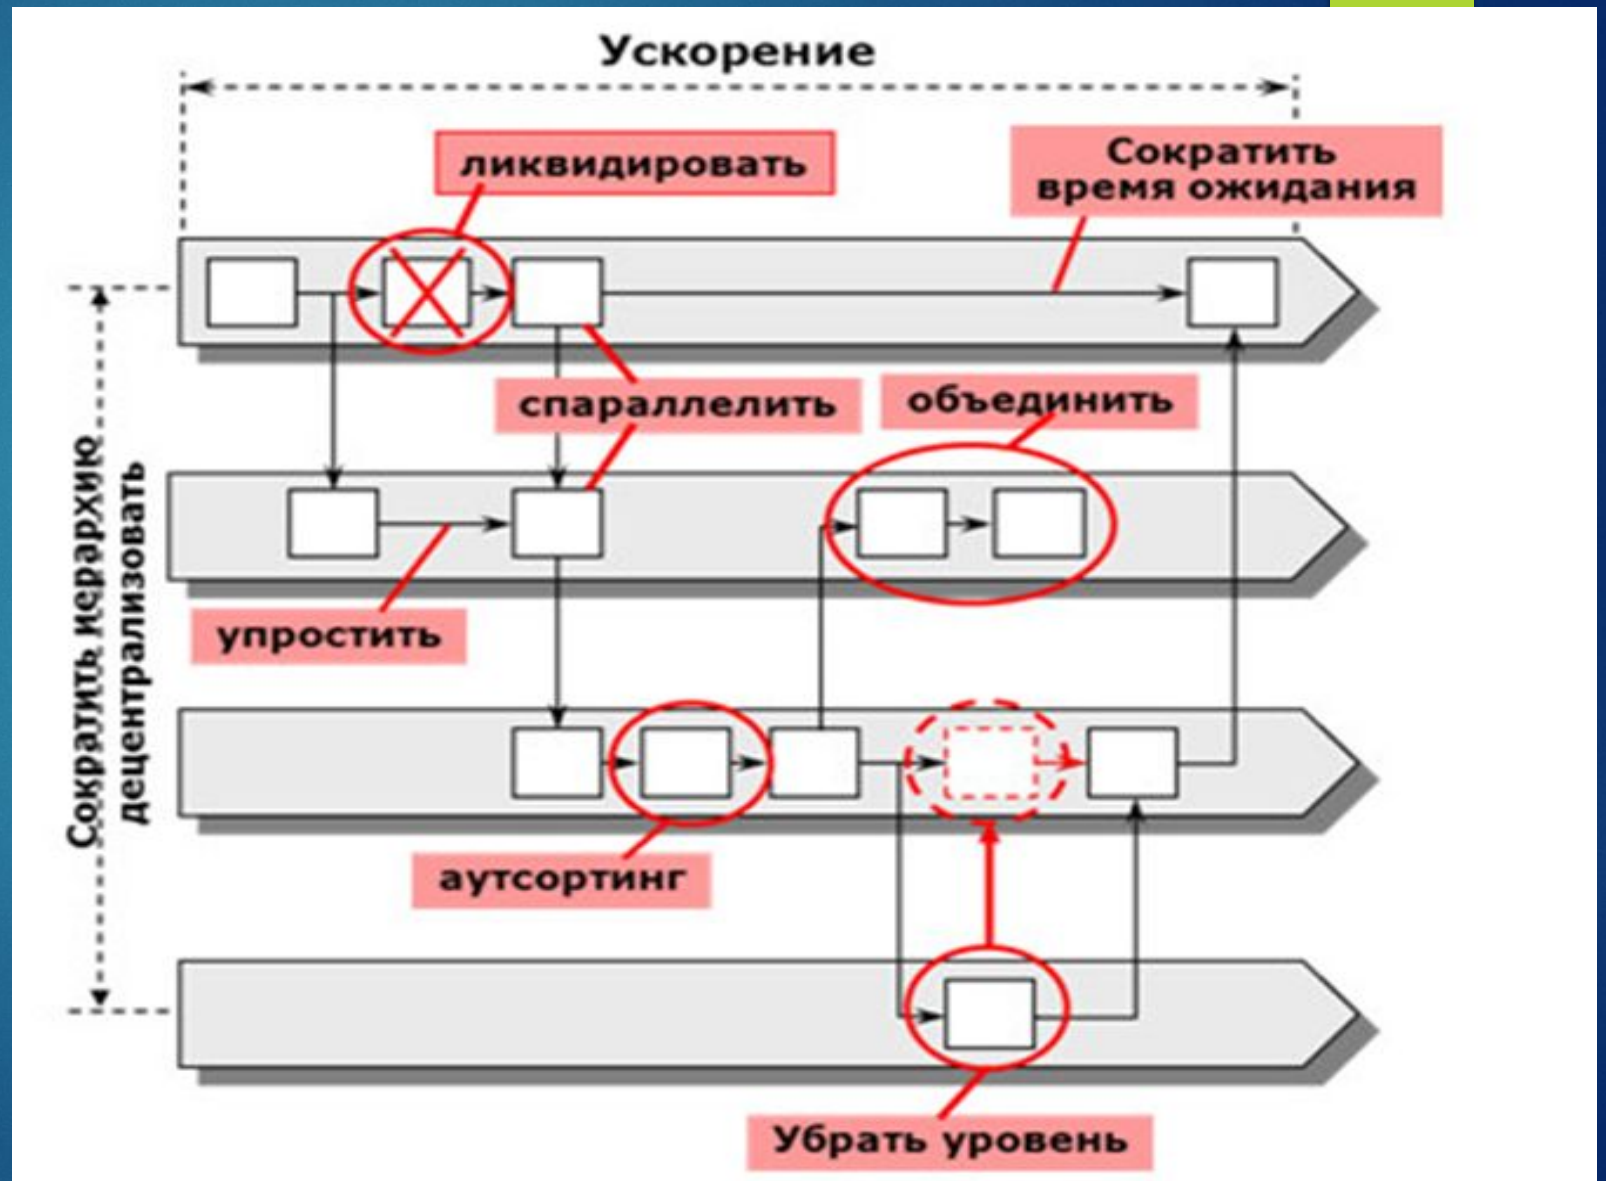 Ускорение
ликвидировать
Сократить
время ожидания
спараллелить
объединить
Сократить иерархию
децентрализовать
упростить
аутсортинг
Убрать уровень